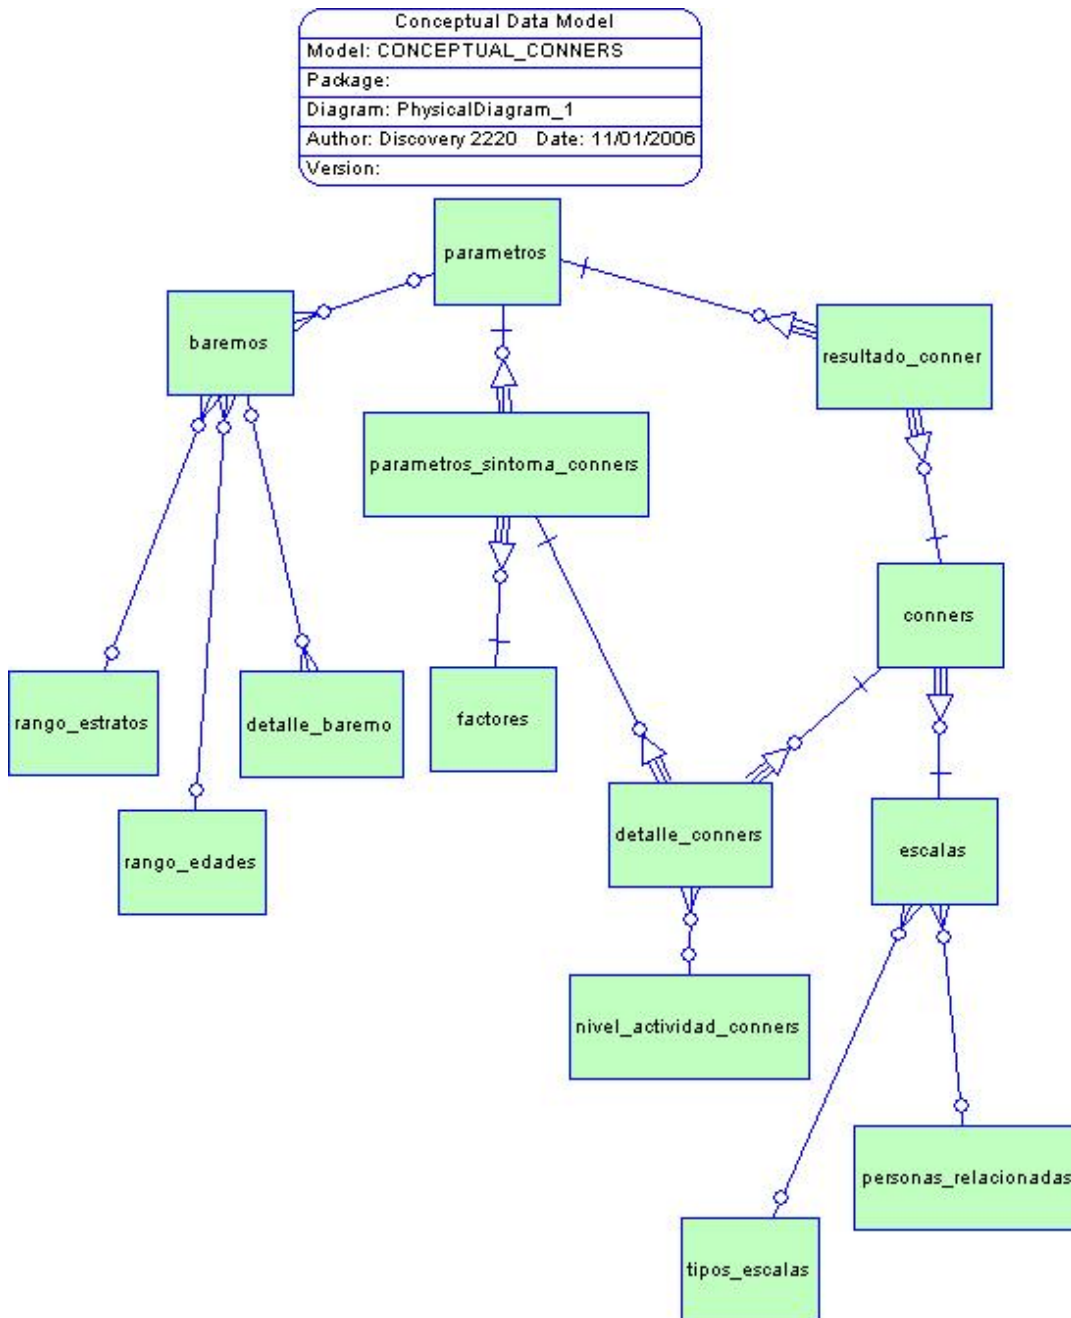 Conceptual Data Model
Model: CONCEPTUAL_CONNERS
Package:
Diagram: PhysicalDiagram_1
Author: Discovery 2220 Date: 11/01/2006
Version:
parametros
baremos
resultado_conner
parametros_sintoma_conners
conners
rango_estratos
detalle_baremo
factores
rango_edades
detalle_conners
escalas
nivel_actividad_conners
personas_relacionadas
tipos_escalas